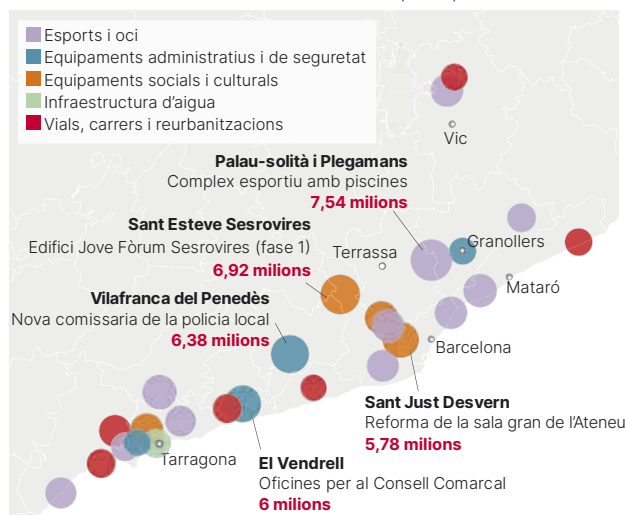 Esports i oci
Equipaments administratius i de seguretat
Equipaments socials i culturals
Infraestructura d'aigua
Vials, carrers i reurbanitzacions
Vic
Palau-solità i Plegamans
Complex esportiu amb piscines
7,54 milions
Sant Esteve Sesrovires
Edifici Jove Fòrum Sesrovires (fase 1)
6,92 milions
Terrassa
Granollers
Mataró
Vilafranca del Penedès
Nova comissaria de la policia local
6,38 milions
Barcelona
Sant Just Desvern
Reforma de la sala gran de l'Ateneu
5,78 milions
Tarragona
El Vendrell
Oficines per al Consell Comarcal
6 milions